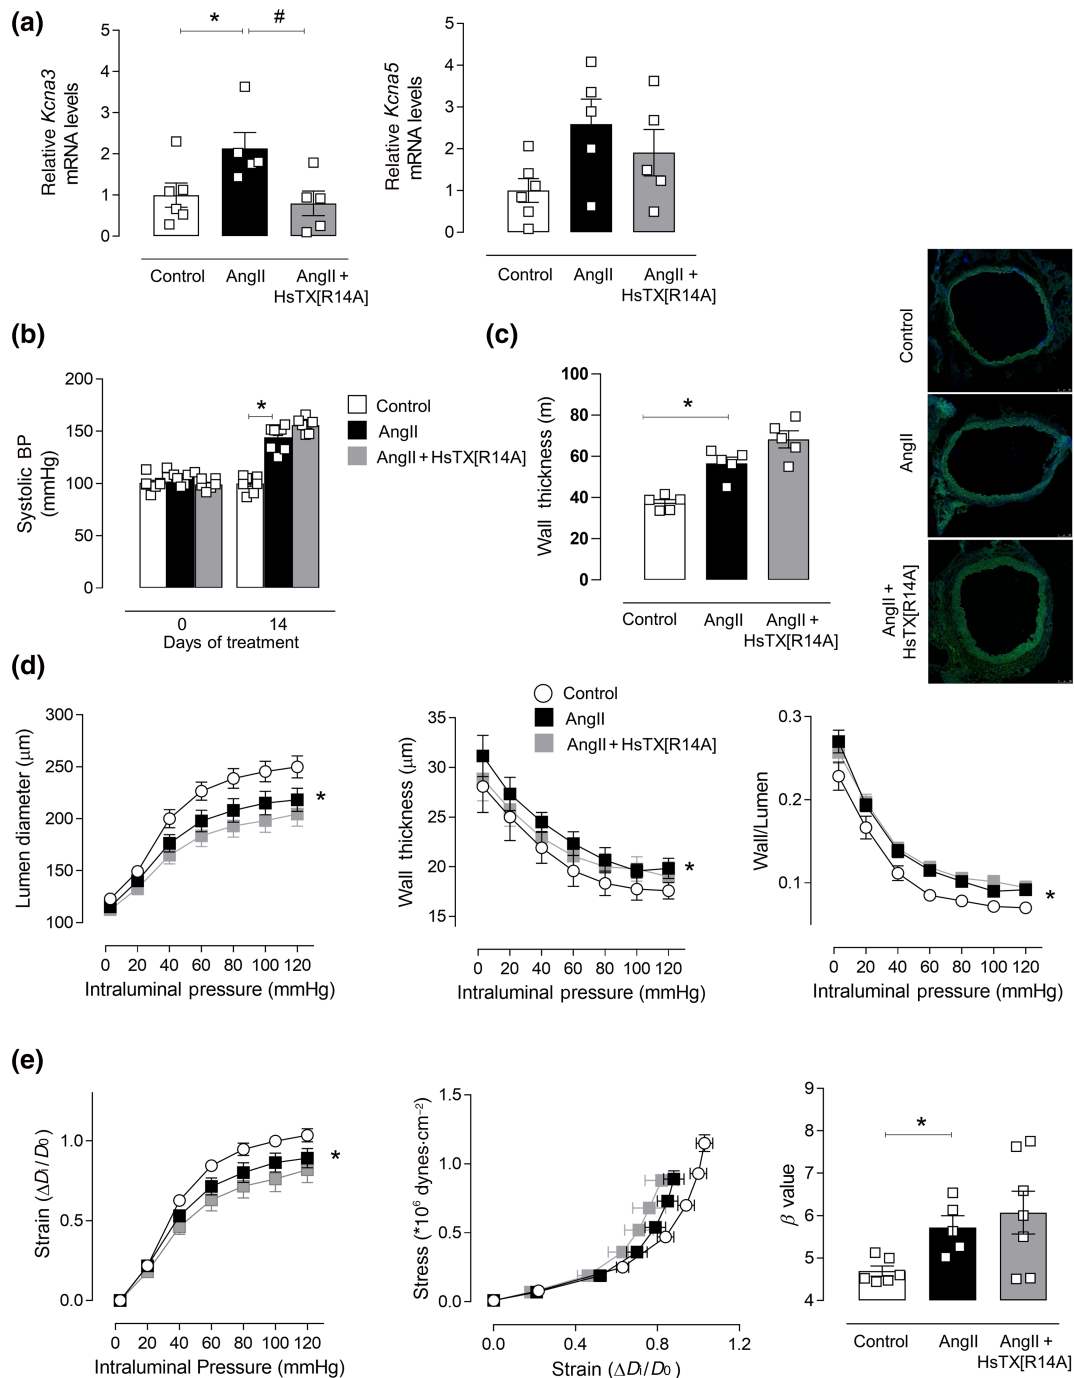 (a)
Relative Kcna3
mRNA levels
5
4
3
2
1
0
*
#
Control
AngII
AngII +
HsTX[R14A]
Relative Kcna5
mRNA levels
5
4
3
2
1
0
Control
AngII
AngII +
HsTX[R14A]
(b)
Systolic BP
(mmHg)
200
150
100
50
0
*
0
14
Days of treatment
Control
AngII
AngII + HsTX[R14A]
(c)
Wall thickness (m)
100
80
60
40
20
0
*
Control
AngII
AngII +
HsTX[R14A]
Control
AngII
AngII +
HsTX[R14A]
(d)
Control
AngII
AngII + HsTX[R14A]
Lumen diameter (μm)
300
250
200
150
100
*
0 20 40 60 80 100 120
Intraluminal pressure (mmHg)
Wall thickness (μm)
35
30
25
20
15
*
0 20 40 60 80 100 120
Intraluminal pressure (mmHg)
Wall/Lumen
0.3
0.2
0.1
*
0 20 40 60 80 100 120
Intraluminal pressure (mmHg)
(e)
Strain (ΔDi/D0)
1.0
0.5
0.0
*
0 20 40 60 80 100 120
Intraluminal Pressure (mmHg)
Stress (*10⁶ dynes·cm⁻²)
1.5
1.0
0.5
0.0
0.0 0.4 0.8 1.2
Strain (ΔDi/D0)
β value
9
8
7
6
5
4
*
Control
AngII
AngII +
HsTX[R14A]